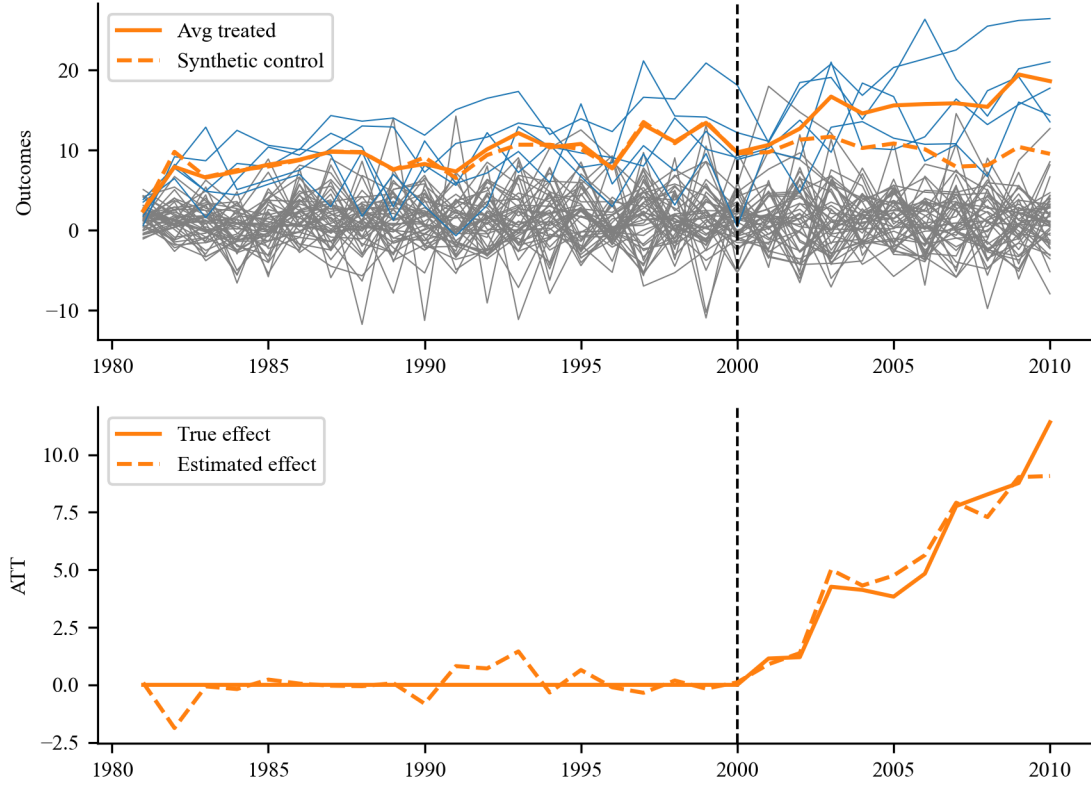 Avg treated
Synthetic control
Outcomes
20
10
0
−10
1980 1985 1990 1995 2000 2005 2010
True effect
Estimated effect
ATT
10.0
7.5
5.0
2.5
0.0
−2.5
1980 1985 1990 1995 2000 2005 2010